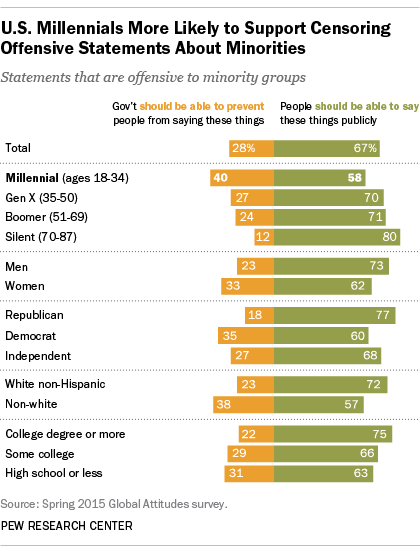 U.S. Millennials More Likely to Support Censoring
Offensive Statements About Minorities
Statements that are offensive to minority groups
Gov't should be able to prevent people from saying these things
People should be able to say these things publicly
Total 28% 67%
Millennial (ages 18-34) 40 58
Gen X (35-50) 27 70
Boomer (51-69) 24 71
Silent (70-87) 12 80
Men 23 73
Women 33 62
Republican 18 77
Democrat 35 60
Independent 27 68
White non-Hispanic 23 72
Non-white 38 57
College degree or more 22 75
Some college 29 66
High school or less 31 63
Source: Spring 2015 Global Attitudes survey.
PEW RESEARCH CENTER